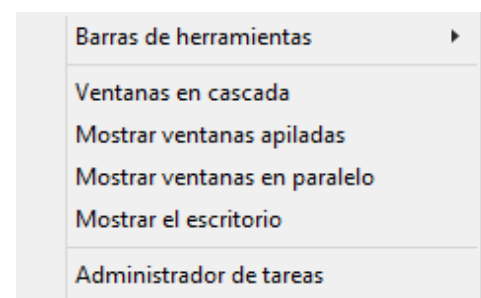 Barras de herramientas
Ventanas en cascada
Mostrar ventanas apiladas
Mostrar ventanas en paralelo
Mostrar el escritorio
Administrador de tareas